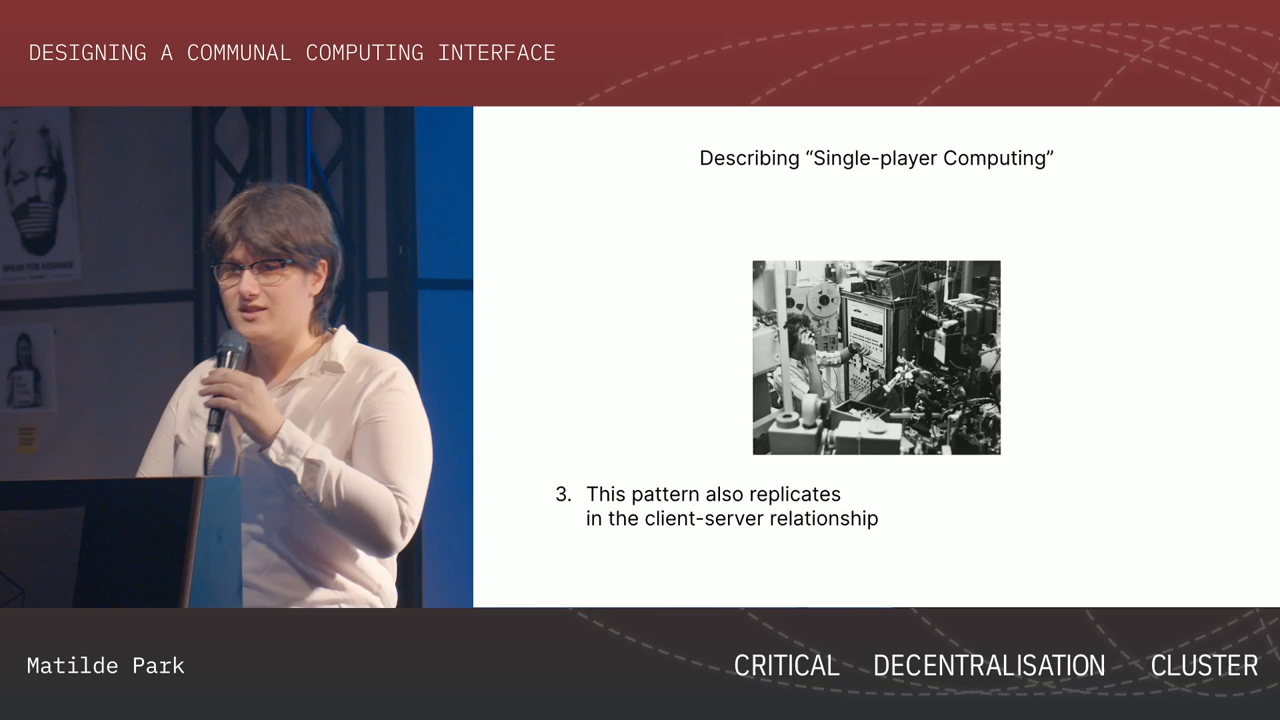 DESIGNING A COMMUNAL COMPUTING INTERFACE
Describing “Single-player Computing”
3. This pattern also replicates
in the client-server relationship
Matilde Park
CRITICAL DECENTRALISATION CLUSTER